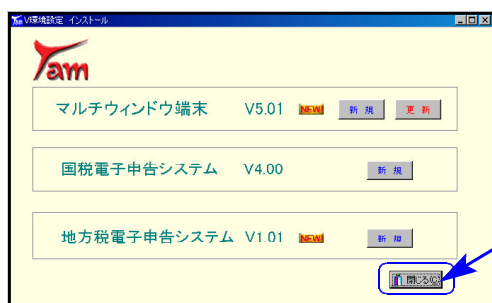 Tam V環境設定 インストール
Tam
マルチウィンドウ端末 V5.01 NEW! 新規 更新
国税電子申告システム V4.00 新規
地方税電子申告システム V1.01 NEW! 新規
閉じる(C)